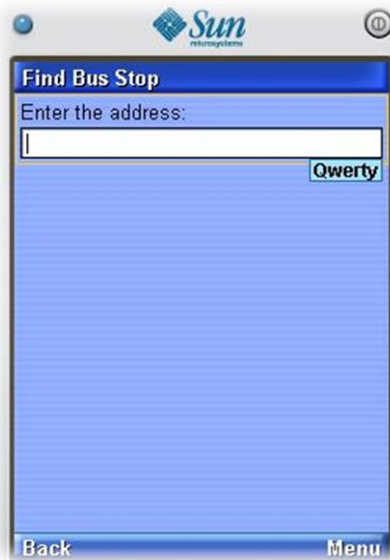 Sun
microsystems
Find Bus Stop
Enter the address:
Qwerty
Back Menu